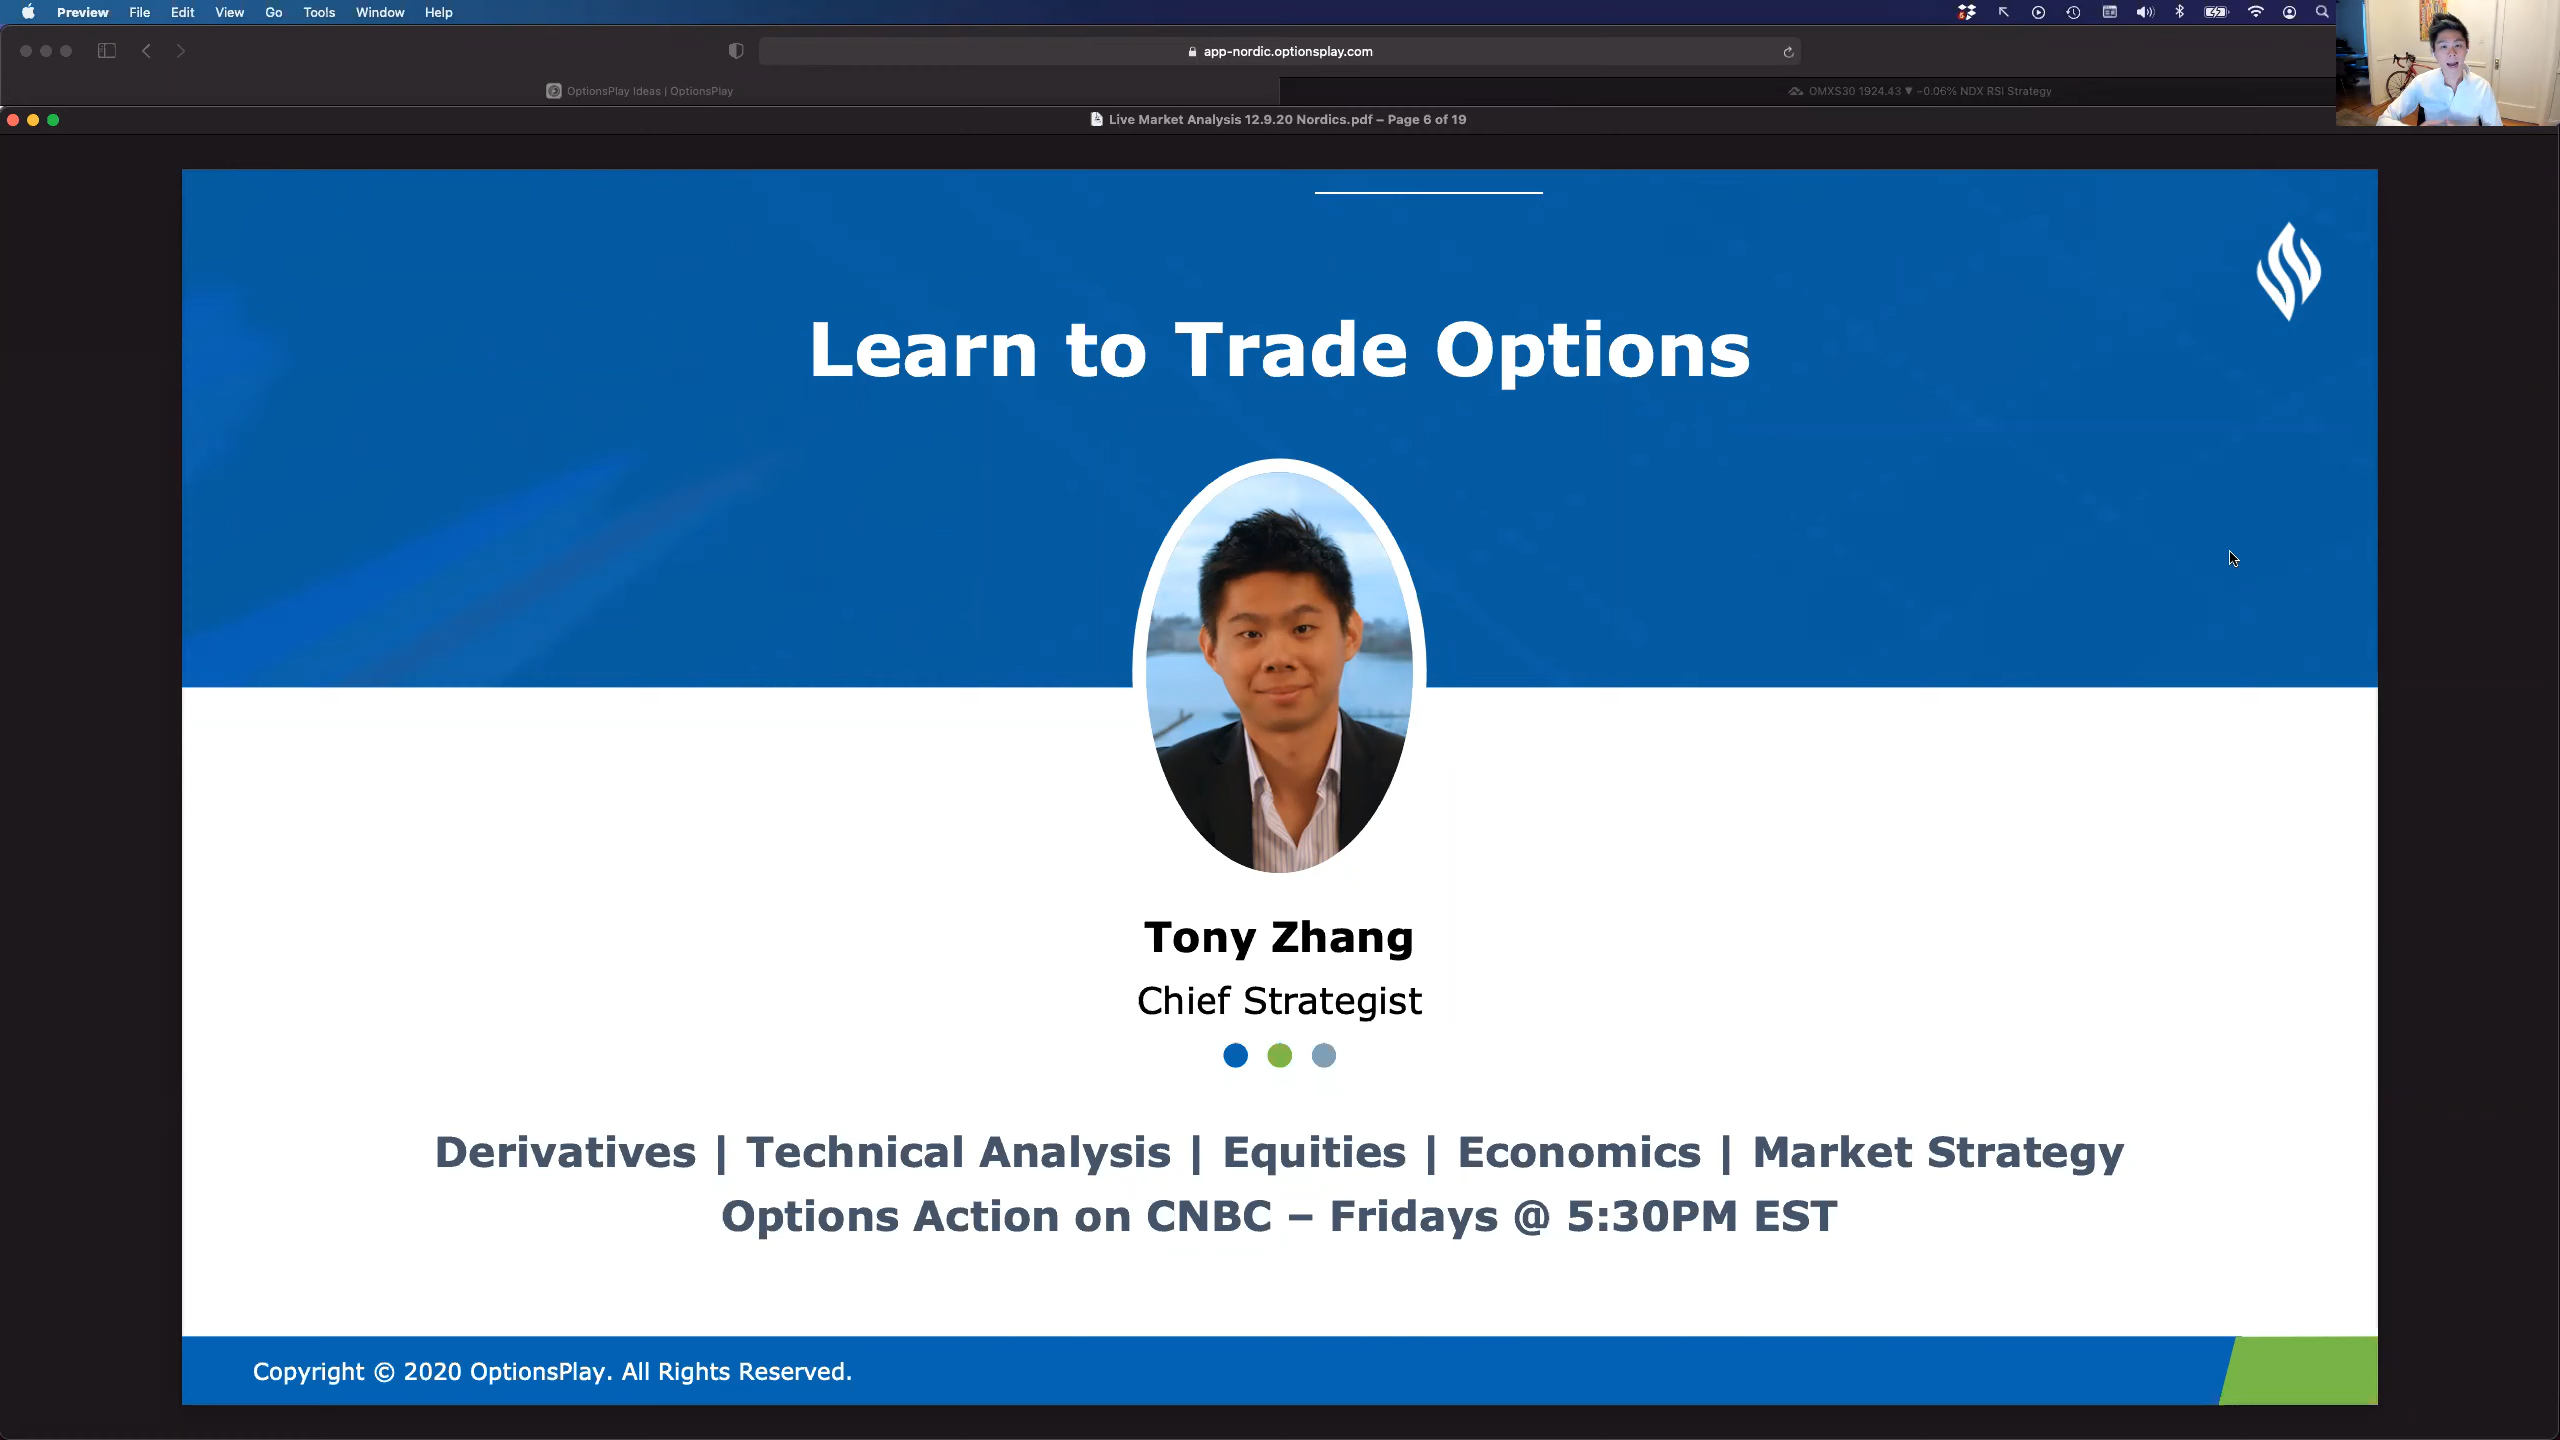 Preview File Edit View Go Tools Window Help
app-nordic.optionsplay.com
OptionsPlay Ideas | OptionsPlay
OMXS30 1924.43 ▼ −0.06% NDX RSI Strategy
Live Market Analysis 12.9.20 Nordics.pdf – Page 6 of 19
Learn to Trade Options
Tony Zhang
Chief Strategist
Derivatives | Technical Analysis | Equities | Economics | Market Strategy
Options Action on CNBC – Fridays @ 5:30PM EST
Copyright © 2020 OptionsPlay. All Rights Reserved.